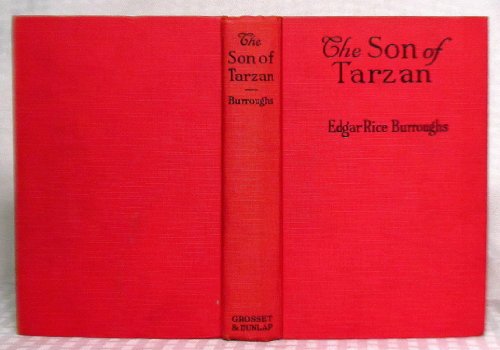 The
Son of
Tarzan
Burroughs
GROSSET
& DUNLAP
The Son of
Tarzan
Edgar Rice Burroughs